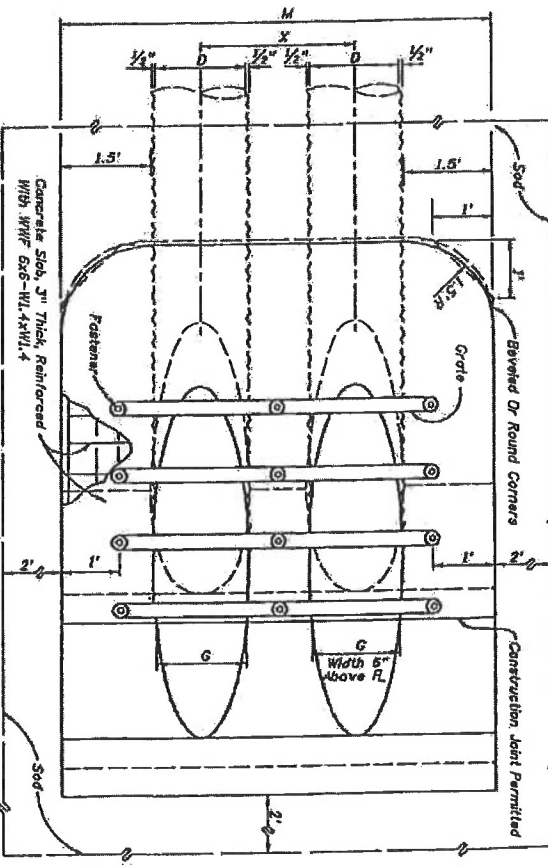 M
X
1/2"
D
1/2"
1/2"
D
1/2"
1.5'
1.5'
Sod
1'
1'
1.5'R
Beveled Or Round Corners
Grate
Concrete Slab, 3" Thick, Reinforced
With WWF 6x6-W1.4xW1.4
Fastener
2'
1'
1'
2'
G
G
Width 6"
Above FL
Construction Joint Permitted
Sod
2'